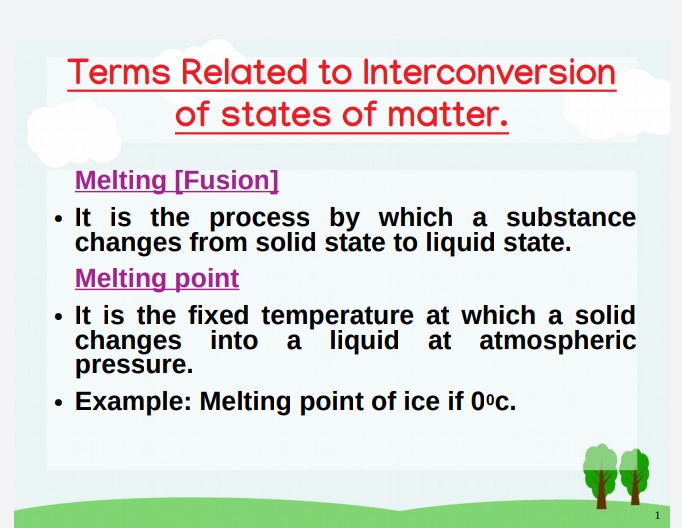 Terms Related to Interconversion
of states of matter.
Melting [Fusion]
• It is the process by which a substance
changes from solid state to liquid state.
Melting point
• It is the fixed temperature at which a solid
changes into a liquid at atmospheric
pressure.
• Example: Melting point of ice if 0⁰c.
1